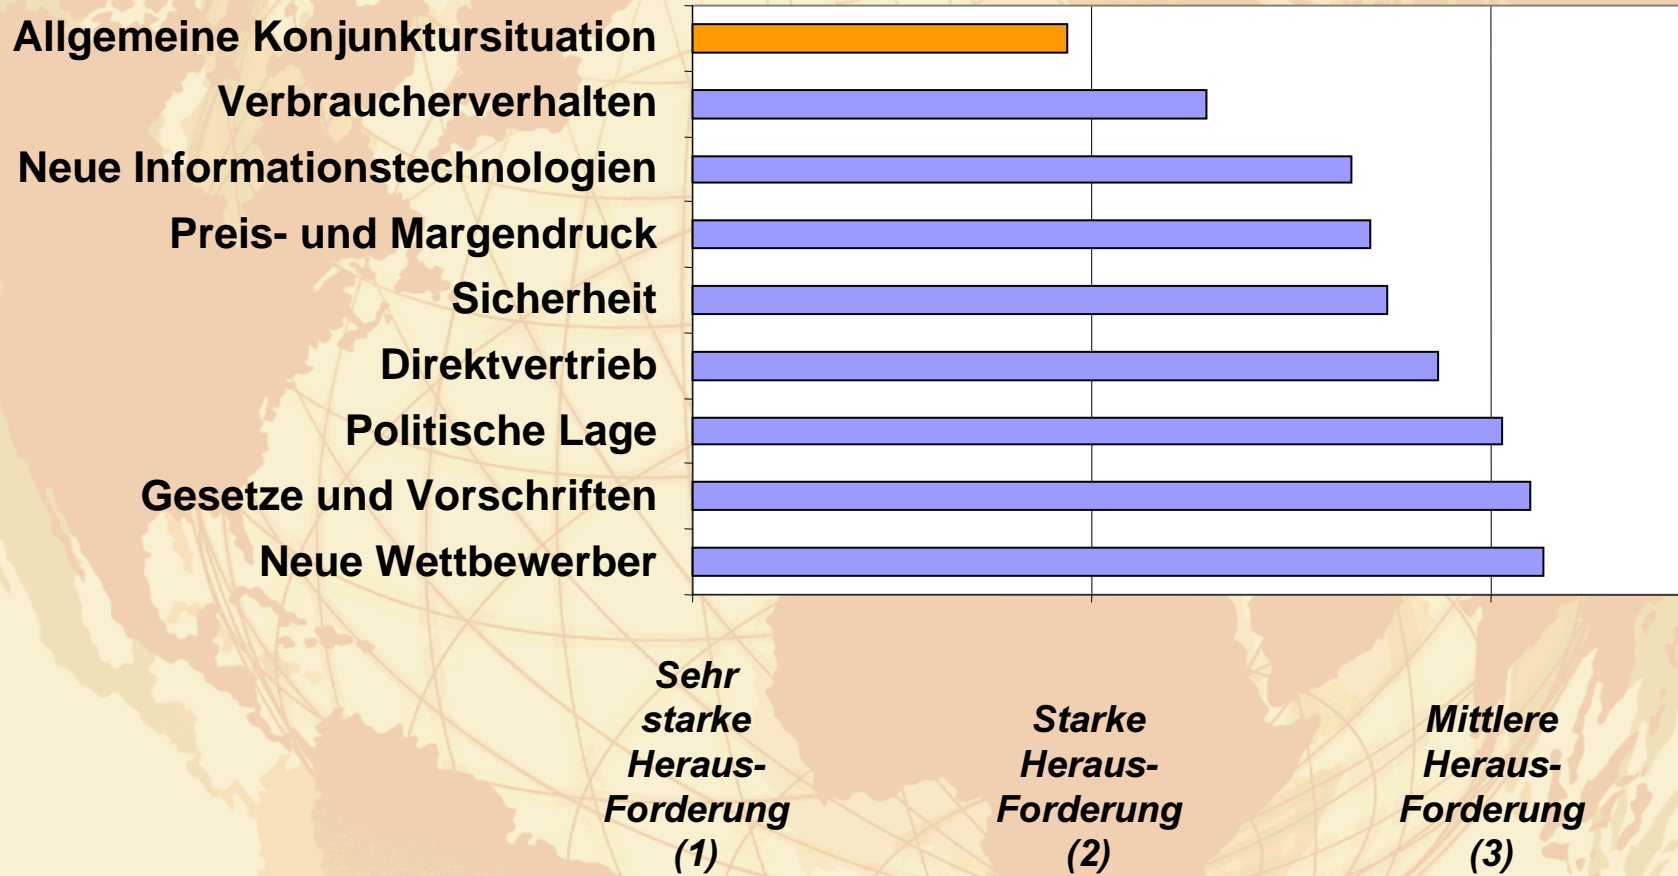 Allgemeine Konjunktursituation
Verbraucherverhalten
Neue Informationstechnologien
Preis- und Margendruck
Sicherheit
Direktvertrieb
Politische Lage
Gesetze und Vorschriften
Neue Wettbewerber
Sehr
starke
Heraus-
Forderung
(1)
Starke
Heraus-
Forderung
(2)
Mittlere
Heraus-
Forderung
(3)